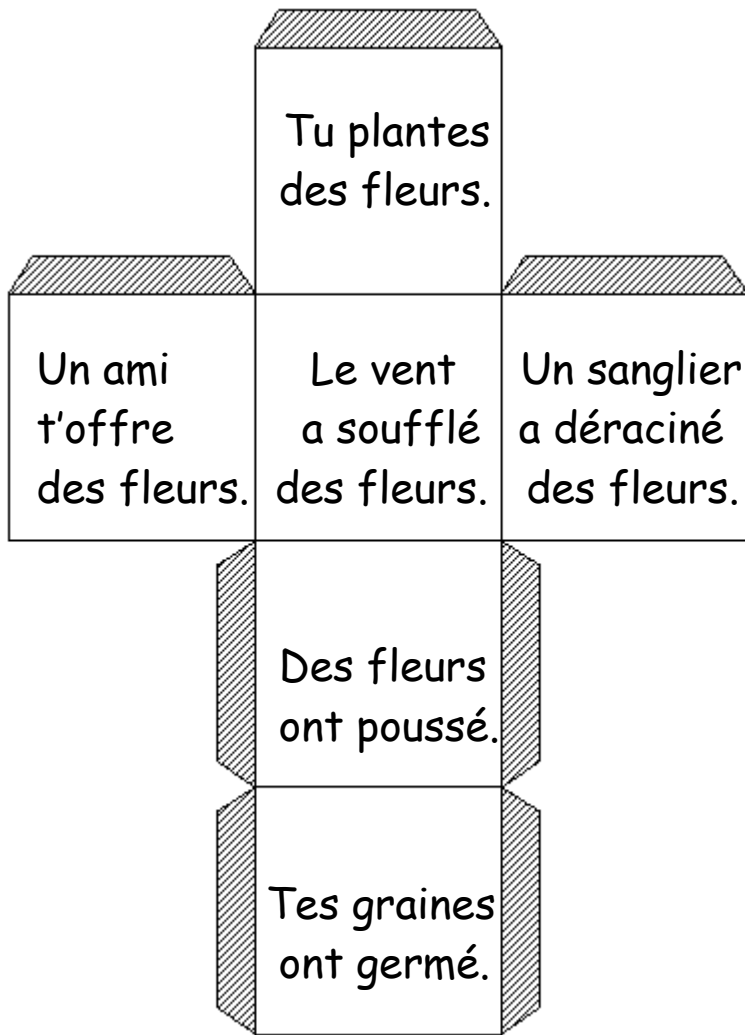 Tu plantes
des fleurs.
Un ami
t'offre
des fleurs.
Le vent
a soufflé
des fleurs.
Un sanglier
a déraciné
des fleurs.
Des fleurs
ont poussé.
Tes graines
ont germé.